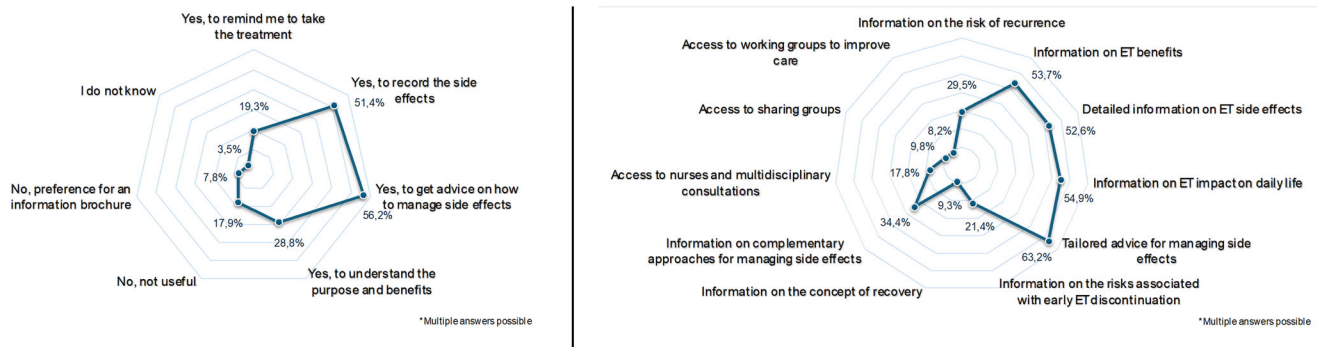 Yes, to remind me to take
the treatment
Yes, to record the side
effects
51,4%
I do not know
19,3%
3,5%
7,8%
No, preference for an
information brochure
Yes, to get advice on how
to manage side effects
56,2%
17,9%
28,8%
No, not useful
Yes, to understand the
purpose and benefits
*Multiple answers possible
Information on the risk of recurrence
Access to working groups to improve
care
Information on ET benefits
53,7%
29,5%
Access to sharing groups
Detailed information on ET side effects
52,6%
8,2%
9,8%
17,8%
Access to nurses and multidisciplinary
consultations
Information on ET impact on daily life
54,9%
9,3%
34,4%
21,4%
Information on complementary
approaches for managing side effects
Tailored advice for managing side
effects
63,2%
Information on the concept of recovery
Information on the risks associated
with early ET discontinuation
*Multiple answers possible